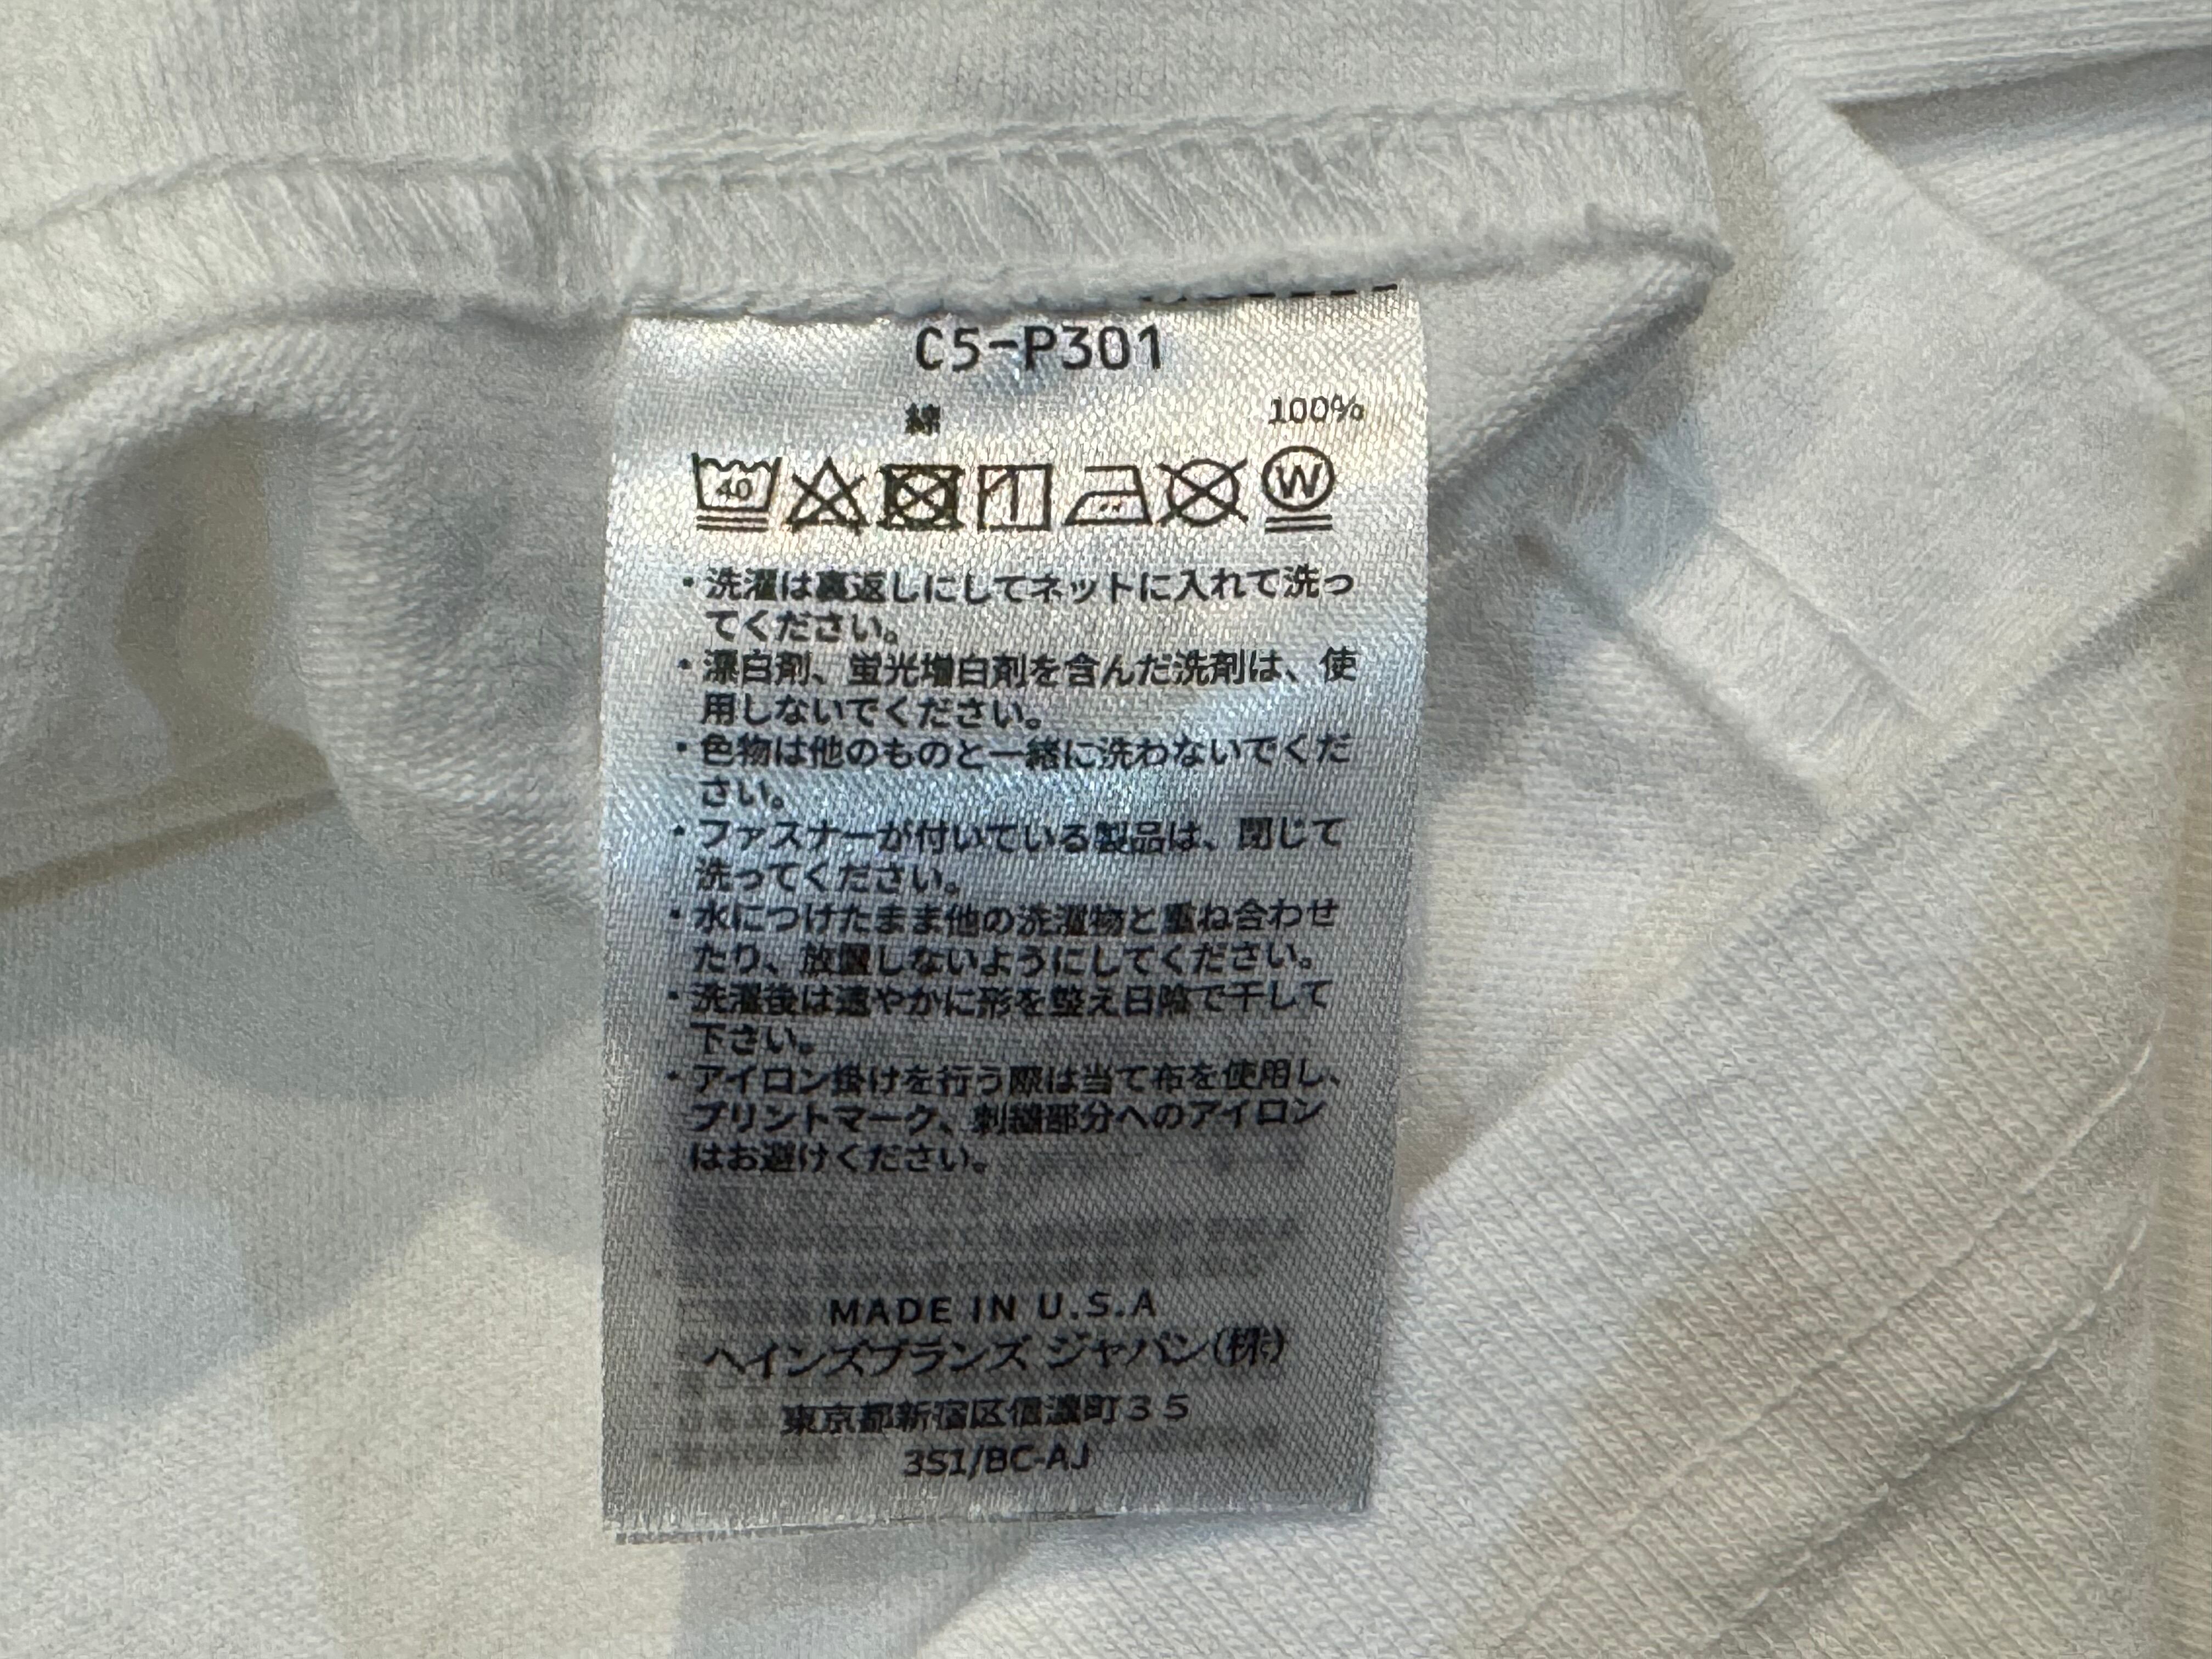 C5-P301
綿 100%
40
W
・洗濯は裏返しにしてネットに入れて洗っ
てください。
・漂白剤、蛍光増白剤を含んだ洗剤は、使
用しないでください。
・色物は他のものと一緒に洗わないでくだ
さい。
・ファスナーが付いている製品は、閉じて
洗ってください。
・水につけたまま他の洗濯物と重ね合わせ
たり、放置しないようにしてください。
・洗濯後は速やかに形を整え日陰で干して
下さい。
・アイロン掛けを行う際は当て布を使用し、
プリントマーク、刺繍部分へのアイロン
はお避けください。
MADE IN U.S.A
ヘインズブランズ ジャパン(株)
東京都新宿区信濃町35
3S1/BC-AJ